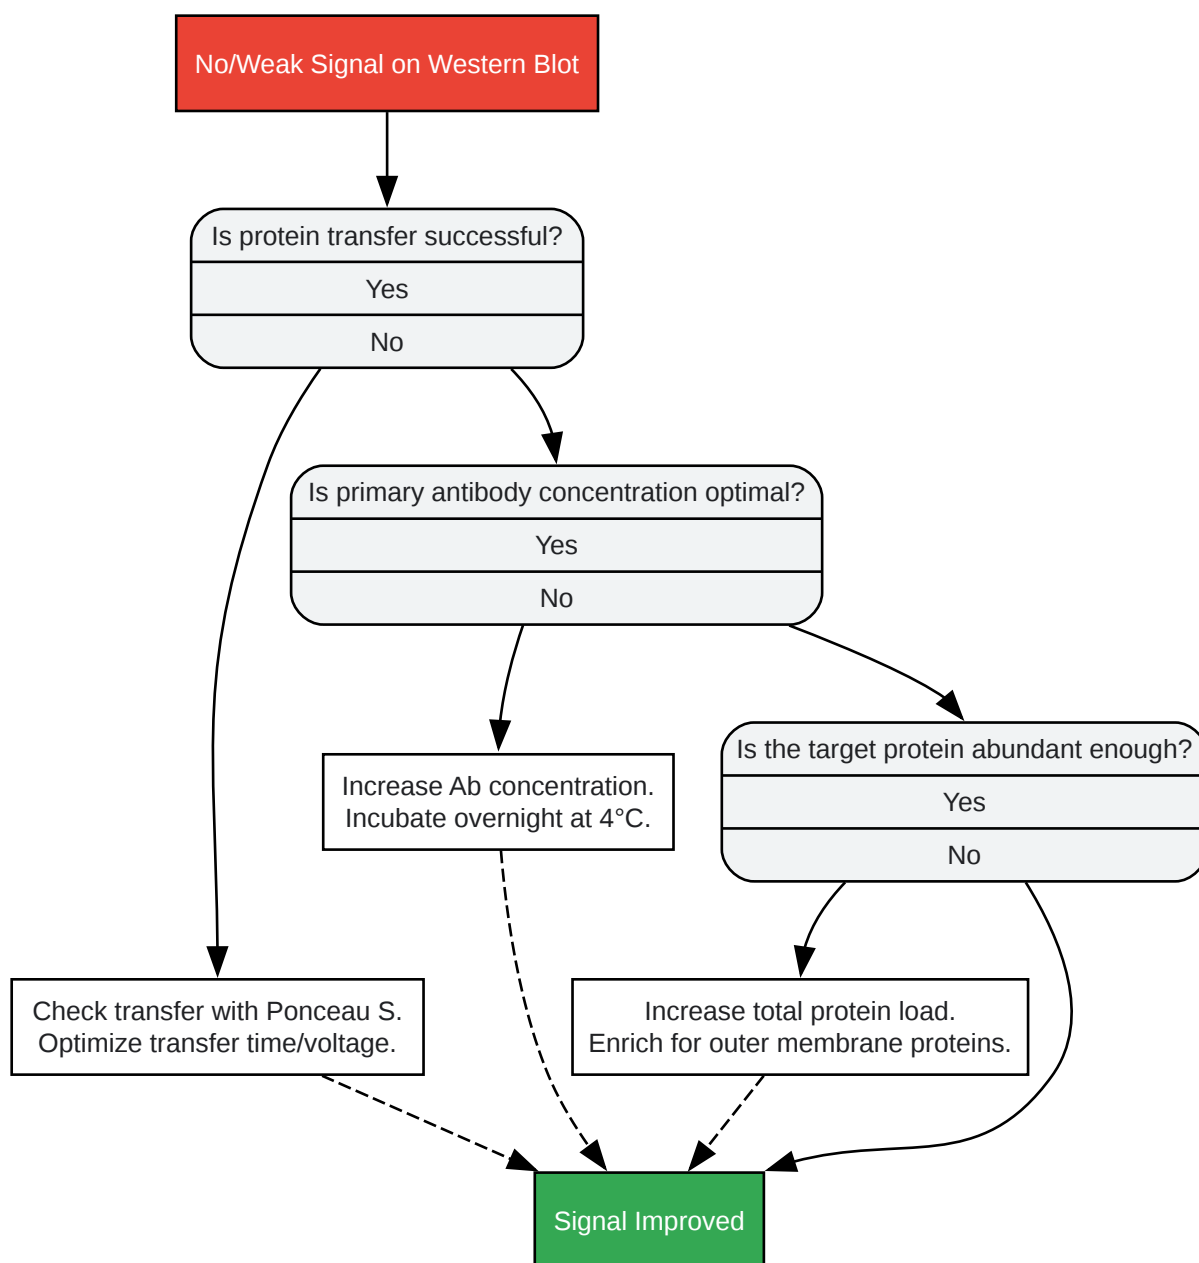 No/Weak Signal on Western Blot
Is protein transfer successful?
Yes
No
Is primary antibody concentration optimal?
Yes
No
Is the target protein abundant enough?
Yes
No
Increase Ab concentration.
Incubate overnight at 4°C.
Check transfer with Ponceau S.
Optimize transfer time/voltage.
Increase total protein load.
Enrich for outer membrane proteins.
Signal Improved